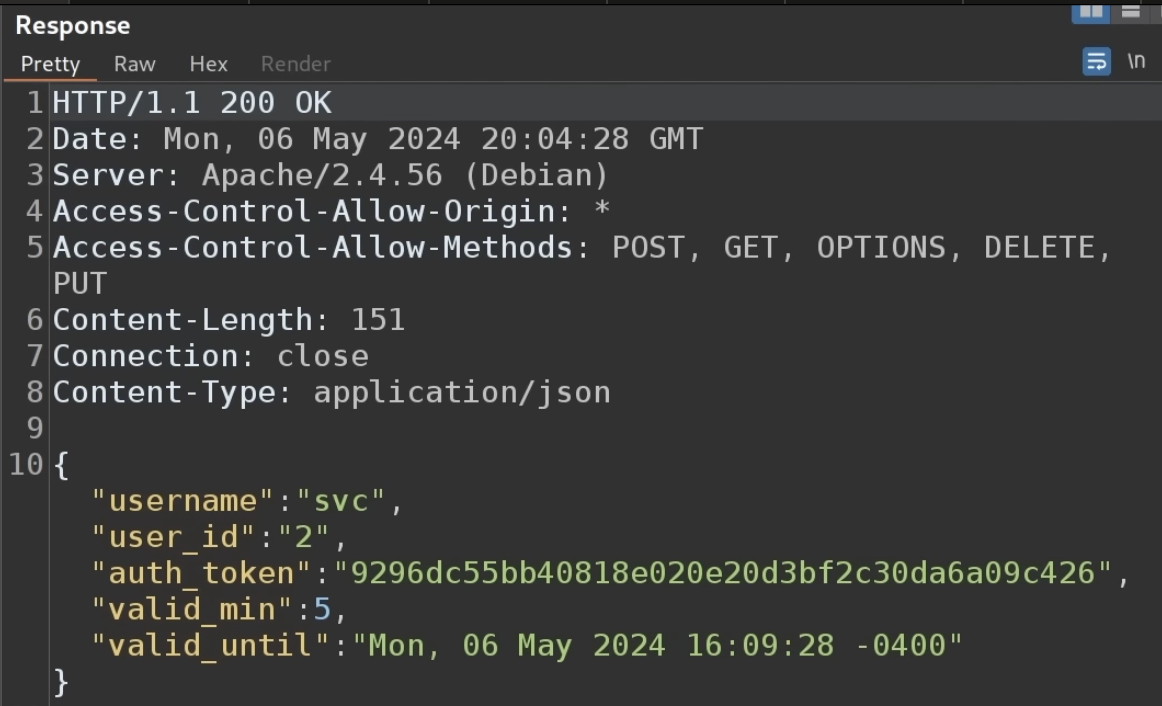 Response
Pretty Raw Hex Render \n
1 HTTP/1.1 200 OK
2 Date: Mon, 06 May 2024 20:04:28 GMT
3 Server: Apache/2.4.56 (Debian)
4 Access-Control-Allow-Origin: *
5 Access-Control-Allow-Methods: POST, GET, OPTIONS, DELETE,
PUT
6 Content-Length: 151
7 Connection: close
8 Content-Type: application/json
9
10 {
"username":"svc",
"user_id":"2",
"auth_token":"9296dc55bb40818e020e20d3bf2c30da6a09c426",
"valid_min":5,
"valid_until":"Mon, 06 May 2024 16:09:28 -0400"
}